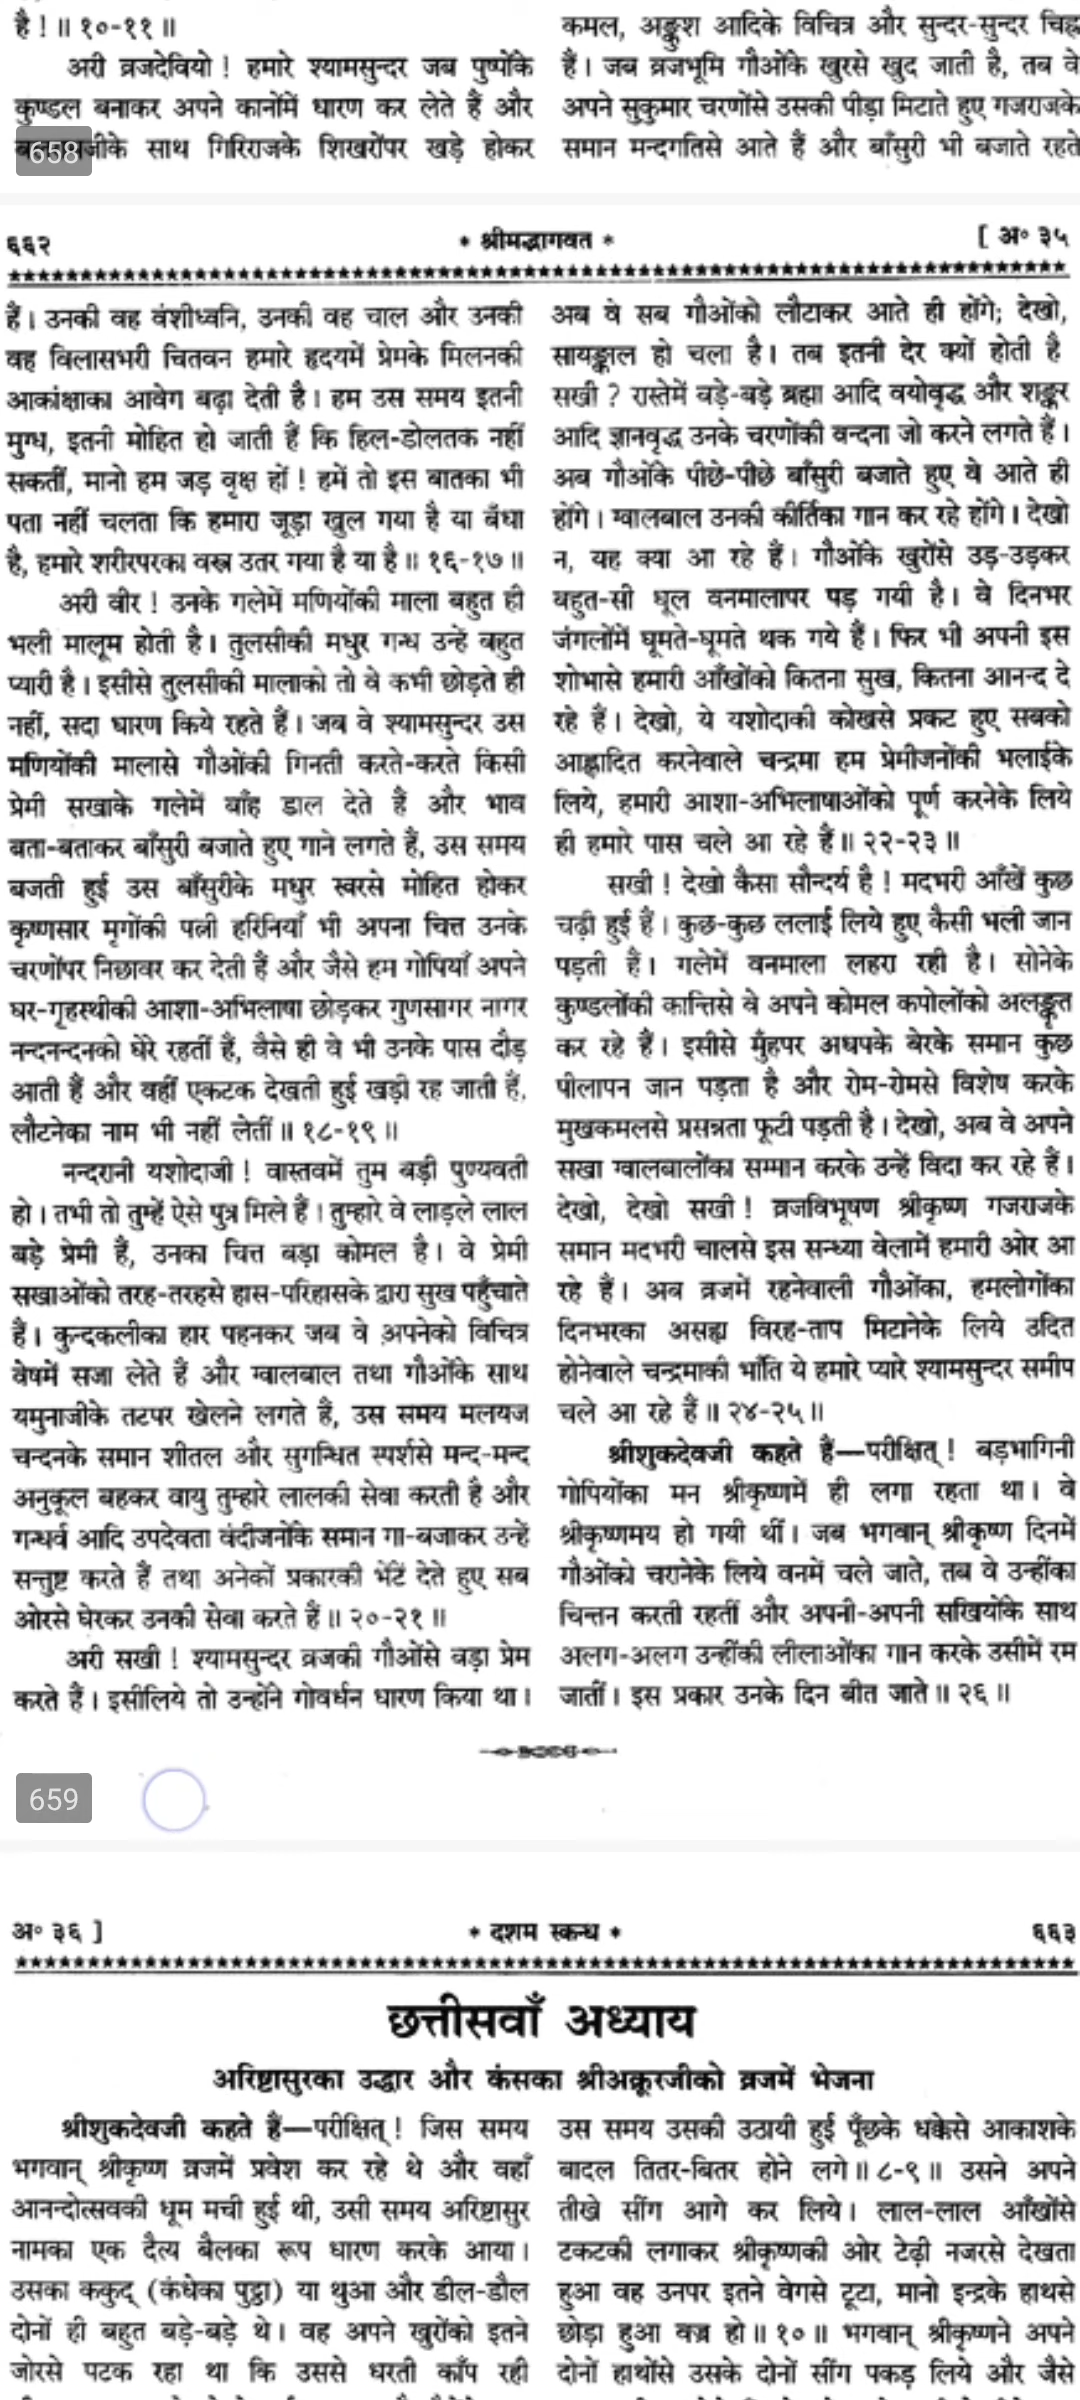 है ! ॥ १०-११ ॥
अरी व्रजदेवियो ! हमारे श्यामसुन्दर जब पुष्पोंके
कुण्डल बनाकर अपने कानोंमें धारण कर लेते हैं और
658 के साथ गिरिराजके शिखरोंपर खड़े होकर
कमल, अङ्कुश आदिके विचित्र और सुन्दर-सुन्दर चिह्न
हैं। जब व्रजभूमि गौओंके खुरसे खुद जाती है, तब वे
अपने सुकुमार चरणोंसे उसकी पीड़ा मिटाते हुए गजराजके
समान मन्दगतिसे आते हैं और बाँसुरी भी बजाते रहते
६६२ * श्रीमद्भागवत * [ अ० ३५
हैं। उनकी वह वंशीध्वनि, उनकी वह चाल और उनकी
वह विलासभरी चितवन हमारे हृदयमें प्रेमके मिलनकी
आकांक्षाका आवेग बढ़ा देती है। हम उस समय इतनी
मुग्ध, इतनी मोहित हो जाती हैं कि हिल-डोलतक नहीं
सकतीं, मानो हम जड़ वृक्ष हों ! हमें तो इस बातका भी
पता नहीं चलता कि हमारा जूड़ा खुल गया है या बँधा
है, हमारे शरीरपरका वस्त्र उतर गया है या है॥ १६-१७॥
अरी वीर ! उनके गलेमें मणियोंकी माला बहुत ही
भली मालूम होती है। तुलसीकी मधुर गन्ध उन्हें बहुत
प्यारी है। इसीसे तुलसीकी मालाको तो वे कभी छोड़ते ही
नहीं, सदा धारण किये रहते हैं। जब वे श्यामसुन्दर उस
मणियोंकी मालासे गौओंकी गिनती करते-करते किसी
प्रेमी सखाके गलेमें बाँह डाल देते हैं और भाव
बता-बताकर बाँसुरी बजाते हुए गाने लगते हैं, उस समय
बजती हुई उस बाँसुरीके मधुर स्वरसे मोहित होकर
कृष्णसार मृगोंकी पत्नी हरिनियाँ भी अपना चित्त उनके
चरणोंपर निछावर कर देती हैं और जैसे हम गोपियाँ अपने
घर-गृहस्थीकी आशा-अभिलाषा छोड़कर गुणसागर नागर
नन्दनन्दनको घेरे रहतीं हैं, वैसे ही वे भी उनके पास दौड़
आती हैं और वहीं एकटक देखती हुई खड़ी रह जाती हैं,
लौटनेका नाम भी नहीं लेतीं॥ १८-१९॥
नन्दरानी यशोदाजी ! वास्तवमें तुम बड़ी पुण्यवती
हो। तभी तो तुम्हें ऐसे पुत्र मिले हैं। तुम्हारे वे लाड़ले लाल
बड़े प्रेमी हैं, उनका चित्त बड़ा कोमल है। वे प्रेमी
सखाओंको तरह-तरहसे हास-परिहासके द्वारा सुख पहुँचाते
हैं। कुन्दकलीका हार पहनकर जब वे अपनेको विचित्र
वेषमें सजा लेते हैं और ग्वालबाल तथा गौओंके साथ
यमुनाजीके तटपर खेलने लगते हैं, उस समय मलयज
चन्दनके समान शीतल और सुगन्धित स्पर्शसे मन्द-मन्द
अनुकूल बहकर वायु तुम्हारे लालकी सेवा करती है और
गन्धर्व आदि उपदेवता वंदीजनोंके समान गा-बजाकर उन्हें
सन्तुष्ट करते हैं तथा अनेकों प्रकारकी भेंटें देते हुए सब
ओरसे घेरकर उनकी सेवा करते हैं॥ २०-२१॥
अरी सखी ! श्यामसुन्दर व्रजकी गौओंसे बड़ा प्रेम
करते हैं। इसीलिये तो उन्होंने गोवर्धन धारण किया था।
अब वे सब गौओंको लौटाकर आते ही होंगे; देखो,
सायङ्काल हो चला है। तब इतनी देर क्यों होती है
सखी ? रास्तेमें बड़े-बड़े ब्रह्मा आदि वयोवृद्ध और शङ्कर
आदि ज्ञानवृद्ध उनके चरणोंकी वन्दना जो करने लगते हैं।
अब गौओंके पीछे-पीछे बाँसुरी बजाते हुए वे आते ही
होंगे। ग्वालबाल उनकी कीर्तिका गान कर रहे होंगे। देखो
न, यह क्या आ रहे हैं। गौओंके खुरोंसे उड़-उड़कर
बहुत-सी धूल वनमालापर पड़ गयी है। वे दिनभर
जंगलोंमें घूमते-घूमते थक गये हैं। फिर भी अपनी इस
शोभासे हमारी आँखोंको कितना सुख, कितना आनन्द दे
रहे हैं। देखो, ये यशोदाकी कोखसे प्रकट हुए सबको
आह्लादित करनेवाले चन्द्रमा हम प्रेमीजनोंकी भलाईके
लिये, हमारी आशा-अभिलाषाओंको पूर्ण करनेके लिये
ही हमारे पास चले आ रहे हैं॥ २२-२३॥
सखी ! देखो कैसा सौन्दर्य है ! मदभरी आँखें कुछ
चढ़ी हुई हैं। कुछ-कुछ ललाई लिये हुए कैसी भली जान
पड़ती हैं। गलेमें वनमाला लहरा रही है। सोनेके
कुण्डलोंकी कान्तिसे वे अपने कोमल कपोलोंको अलङ्कृत
कर रहे हैं। इसीसे मुँहपर अधपके बेरके समान कुछ
पीलापन जान पड़ता है और रोम-रोमसे विशेष करके
मुखकमलसे प्रसन्नता फूटी पड़ती है। देखो, अब वे अपने
सखा ग्वालबालोंका सम्मान करके उन्हें विदा कर रहे हैं।
देखो, देखो सखी ! व्रजविभूषण श्रीकृष्ण गजराजके
समान मदभरी चालसे इस सन्ध्या वेलामें हमारी ओर आ
रहे हैं। अब व्रजमें रहनेवाली गौओंका, हमलोगोंका
दिनभरका असह्य विरह-ताप मिटानेके लिये उदित
होनेवाले चन्द्रमाकी भाँति ये हमारे प्यारे श्यामसुन्दर समीप
चले आ रहे हैं॥ २४-२५॥
श्रीशुकदेवजी कहते हैं—परीक्षित् ! बड़भागिनी
गोपियोंका मन श्रीकृष्णमें ही लगा रहता था। वे
श्रीकृष्णमय हो गयी थीं। जब भगवान् श्रीकृष्ण दिनमें
गौओंको चरानेके लिये वनमें चले जाते, तब वे उन्हींका
चिन्तन करती रहतीं और अपनी-अपनी सखियोंके साथ
अलग-अलग उन्हींकी लीलाओंका गान करके उसीमें रम
जातीं। इस प्रकार उनके दिन बीत जाते॥ २६॥
659
अ० ३६ ] * दशम स्कन्ध * ६६३
छत्तीसवाँ अध्याय
अरिष्टासुरका उद्धार और कंसका श्रीअक्रूरजीको व्रजमें भेजना
श्रीशुकदेवजी कहते हैं—परीक्षित् ! जिस समय
भगवान् श्रीकृष्ण व्रजमें प्रवेश कर रहे थे और वहाँ
आनन्दोत्सवकी धूम मची हुई थी, उसी समय अरिष्टासुर
नामका एक दैत्य बैलका रूप धारण करके आया।
उसका ककुद् (कंधेका पुट्ठा) या थुआ और डील-डौल
दोनों ही बहुत बड़े-बड़े थे। वह अपने खुरोंको इतने
जोरसे पटक रहा था कि उससे धरती काँप रही
उस समय उसकी उठायी हुई पूँछके धक्केसे आकाशके
बादल तितर-बितर होने लगे॥ ८-९॥ उसने अपने
तीखे सींग आगे कर लिये। लाल-लाल आँखोंसे
टकटकी लगाकर श्रीकृष्णकी ओर टेढ़ी नजरसे देखता
हुआ वह उनपर इतने वेगसे टूटा, मानो इन्द्रके हाथसे
छोड़ा हुआ वज्र हो॥ १०॥ भगवान् श्रीकृष्णने अपने
दोनों हाथोंसे उसके दोनों सींग पकड़ लिये और जैसे